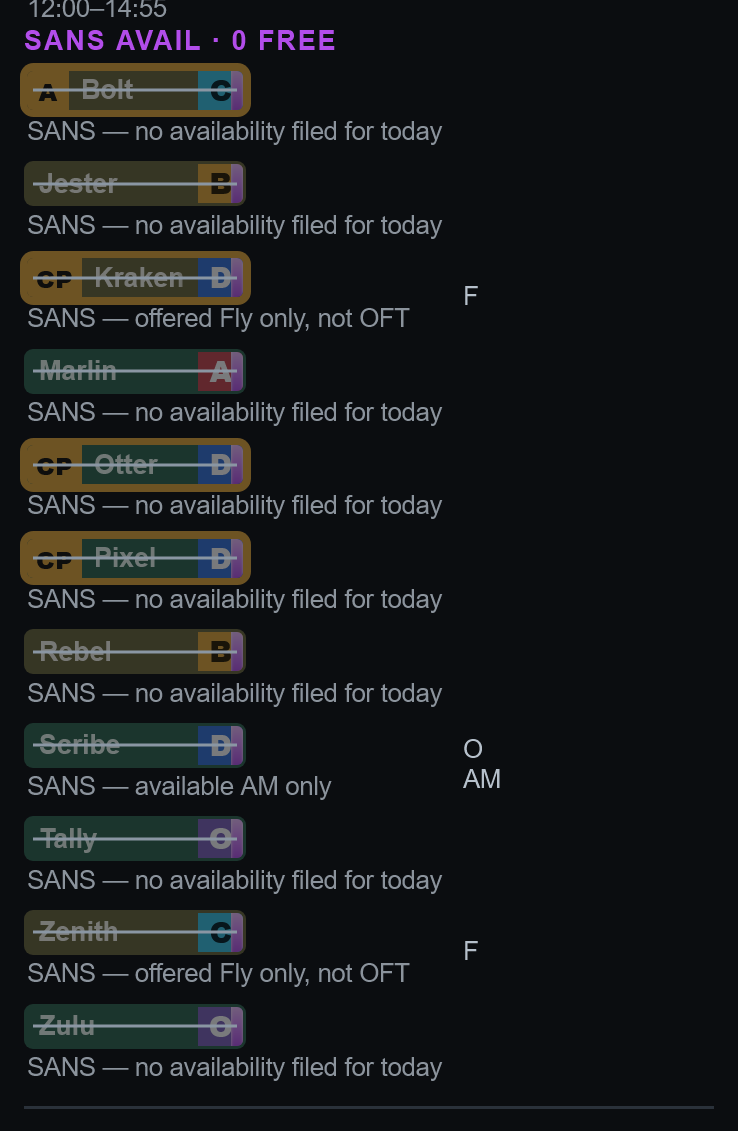 12:00–14:55
SANS AVAIL · 0 FREE
A Bolt C
SANS — no availability filed for today
Jester B
SANS — no availability filed for today
CP Kraken D
F
SANS — offered Fly only, not OFT
Marlin A
SANS — no availability filed for today
CP Otter D
SANS — no availability filed for today
CP Pixel D
SANS — no availability filed for today
Rebel B
SANS — no availability filed for today
Scribe D
O
AM
SANS — available AM only
Tally O
SANS — no availability filed for today
Zenith C
F
SANS — offered Fly only, not OFT
Zulu O
SANS — no availability filed for today